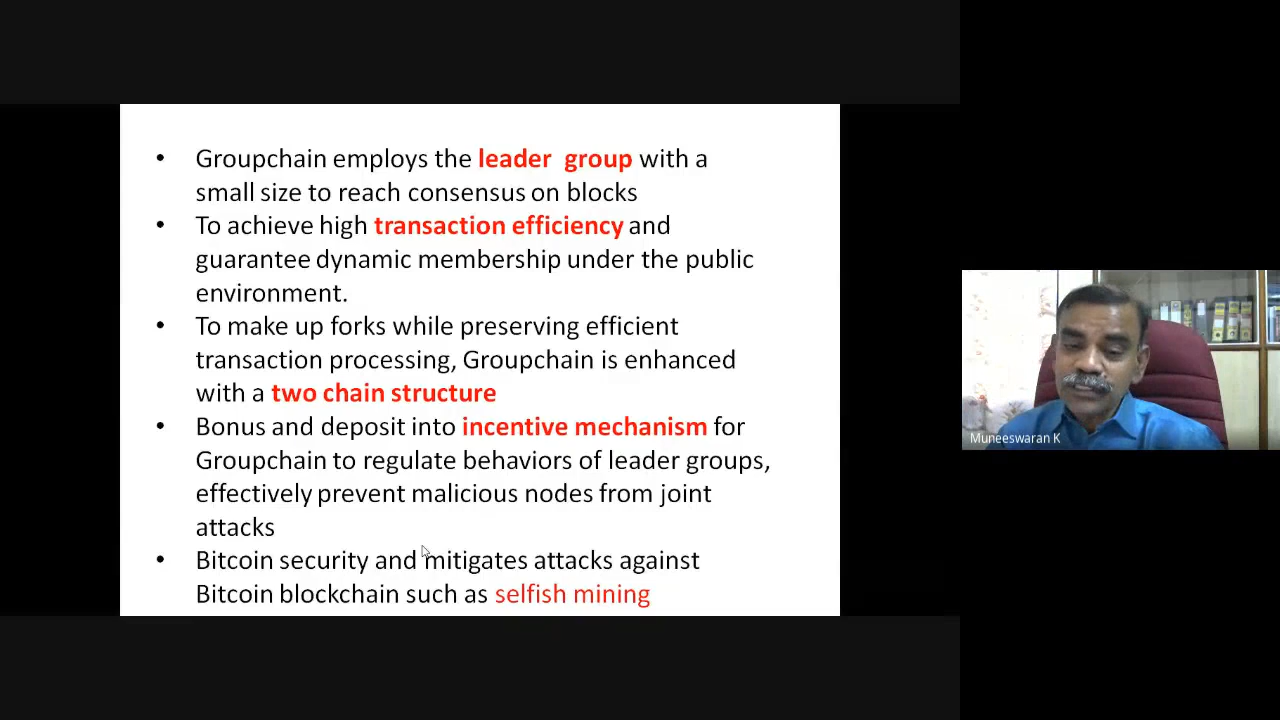 • Groupchain employs the leader group with a
small size to reach consensus on blocks
• To achieve high transaction efficiency and
guarantee dynamic membership under the public
environment.
• To make up forks while preserving efficient
transaction processing, Groupchain is enhanced
with a two chain structure
• Bonus and deposit into incentive mechanism for
Groupchain to regulate behaviors of leader groups,
effectively prevent malicious nodes from joint
attacks
• Bitcoin security and mitigates attacks against
Bitcoin blockchain such as selfish mining
Muneeswaran K